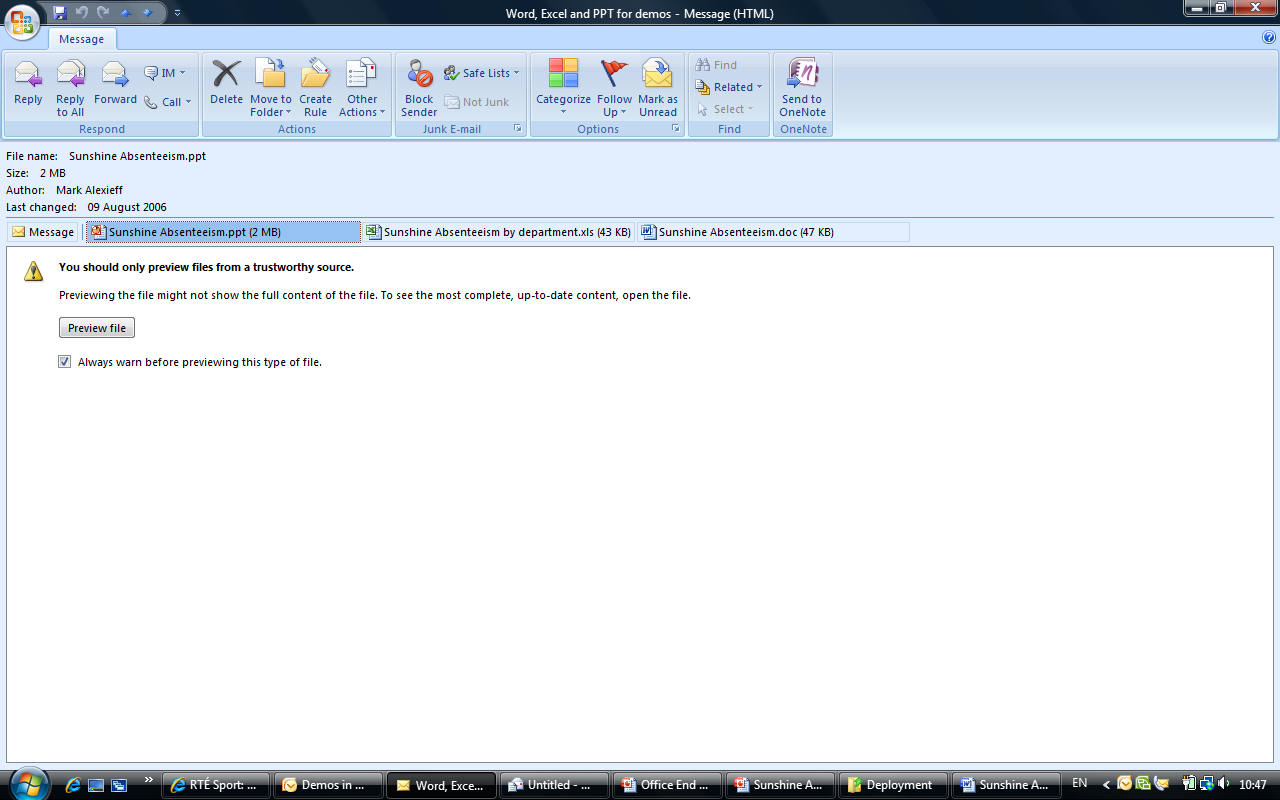 Word, Excel and PPT for demos - Message (HTML)
Message
Reply
Reply to All
Forward
IM
Call
Respond
Delete
Move to Folder
Create Rule
Other Actions
Actions
Block Sender
Safe Lists
Not Junk
Junk E-mail
Categorize
Follow Up
Mark as Unread
Options
Find
Related
Select
Find
Send to OneNote
OneNote
File name: Sunshine Absenteeism.ppt
Size: 2 MB
Author: Mark Alexieff
Last changed: 09 August 2006
Message
Sunshine Absenteeism.ppt (2 MB)
Sunshine Absenteeism by department.xls (43 KB)
Sunshine Absenteeism.doc (47 KB)
You should only preview files from a trustworthy source.
Previewing the file might not show the full content of the file. To see the most complete, up-to-date content, open the file.
Preview file
Always warn before previewing this type of file.
RTÉ Sport: ...
Demos in ...
Word, Exce...
Untitled - ...
Office End ...
Sunshine A...
Deployment
Sunshine A...
EN
10:47